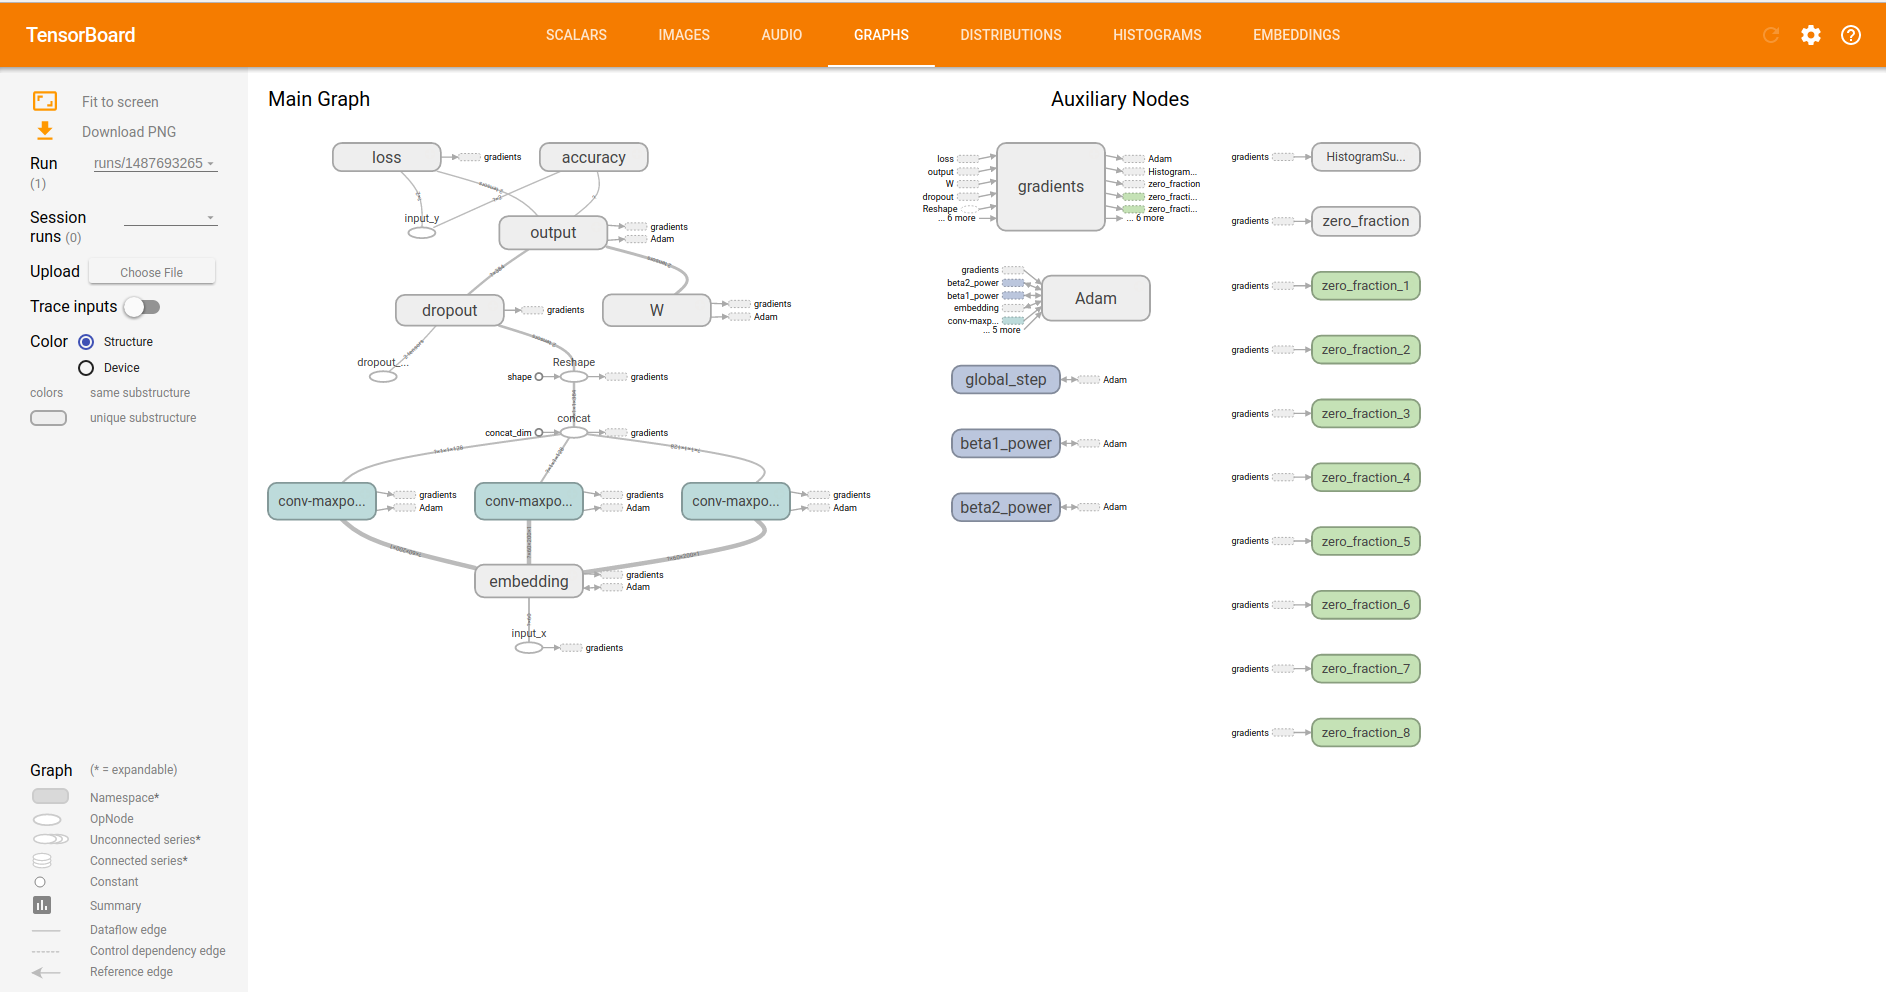 TensorBoard
SCALARS
IMAGES
AUDIO
GRAPHS
DISTRIBUTIONS
HISTOGRAMS
EMBEDDINGS
Fit to screen
Download PNG
Run
(1)
runs/1487693265
Session
runs (0)
Upload
Choose File
Trace inputs
Color
Structure
Device
colors
same substructure
unique substructure
Graph
(* = expandable)
Namespace*
OpNode
Unconnected series*
Connected series*
Constant
Summary
Dataflow edge
Control dependency edge
Reference edge
Main Graph
loss
gradients
accuracy
input_y
output
gradients
Adam
dropout
gradients
W
gradients
Adam
dropout_...
Reshape
shape
gradients
concat
concat_dim
gradients
conv-maxpo...
gradients
Adam
conv-maxpo...
gradients
Adam
conv-maxpo...
gradients
Adam
embedding
gradients
Adam
input_x
gradients
Auxiliary Nodes
loss
output
W
dropout
Reshape
... 6 more
gradients
Adam
Histogram...
zero_fraction
zero_fracti...
zero_fracti...
... 6 more
gradients
beta2_power
beta1_power
embedding
conv-maxp...
... 5 more
Adam
global_step
Adam
beta1_power
Adam
beta2_power
Adam
gradients
HistogramSu...
gradients
zero_fraction
gradients
zero_fraction_1
gradients
zero_fraction_2
gradients
zero_fraction_3
gradients
zero_fraction_4
gradients
zero_fraction_5
gradients
zero_fraction_6
gradients
zero_fraction_7
gradients
zero_fraction_8